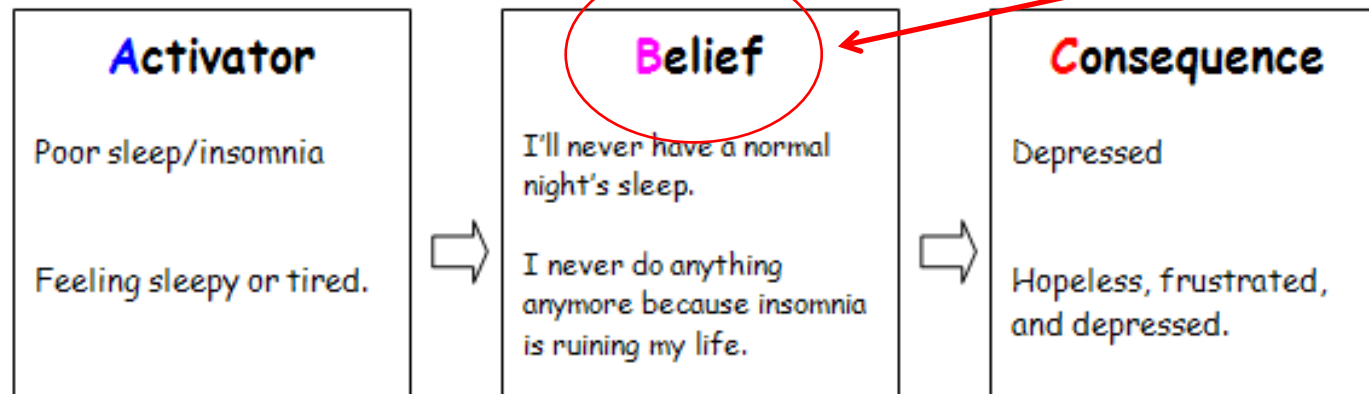 Activator
Poor sleep/insomnia
Feeling sleepy or tired.
Belief
I'll never have a normal
night's sleep.
I never do anything
anymore because insomnia
is ruining my life.
Consequence
Depressed
Hopeless, frustrated,
and depressed.